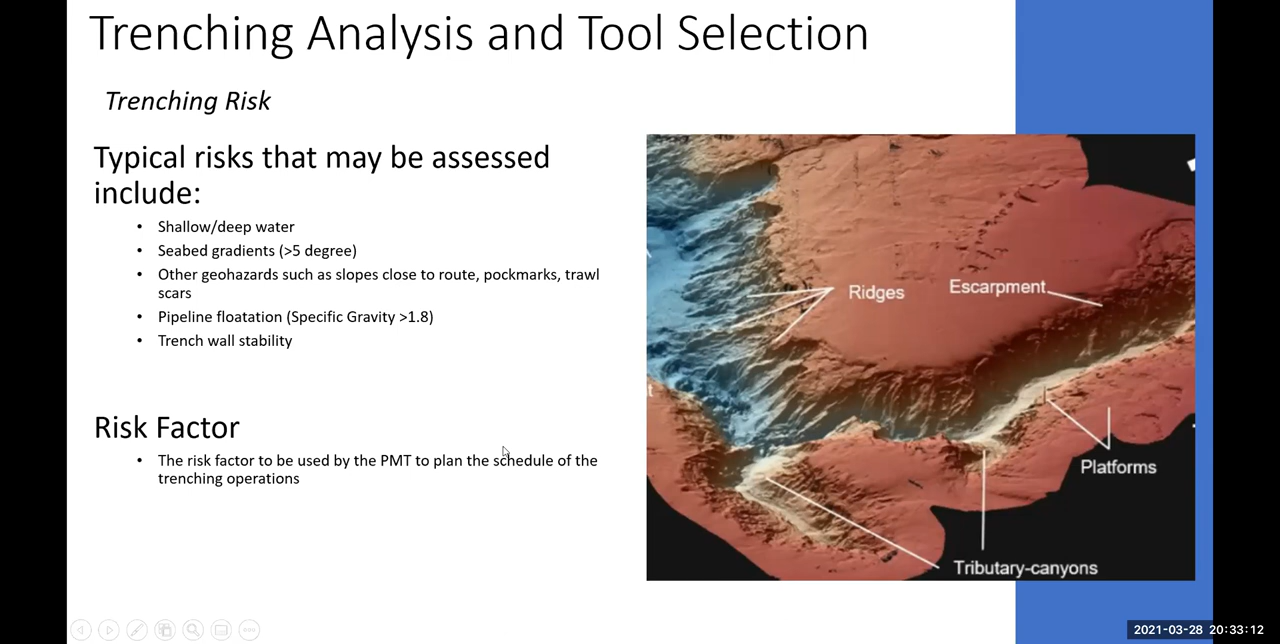 Trenching Analysis and Tool Selection
Trenching Risk
Typical risks that may be assessed
include:
• Shallow/deep water
• Seabed gradients (>5 degree)
• Other geohazards such as slopes close to route, pockmarks, trawl
scars
• Pipeline floatation (Specific Gravity >1.8)
• Trench wall stability
Risk Factor
• The risk factor to be used by the PMT to plan the schedule of the
trenching operations
Ridges
Escarpment
Platforms
Tributary-canyons
2021-03-28 20:33:12